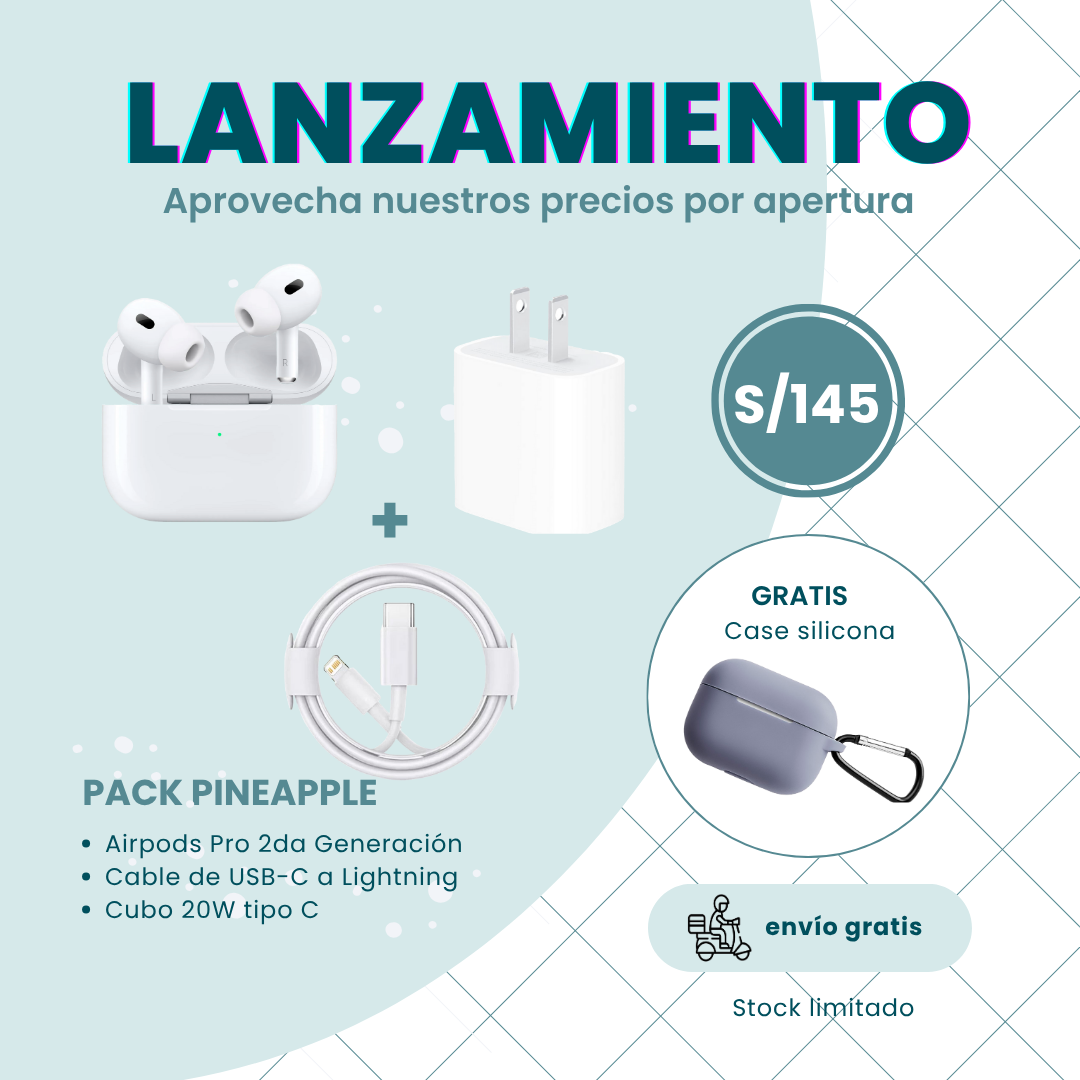 LANZAMIENTO
Aprovecha nuestros precios por apertura
S/145
GRATIS
Case silicona
PACK PINEAPPLE
• Airpods Pro 2da Generación
• Cable de USB-C a Lightning
• Cubo 20W tipo C
envío gratis
Stock limitado